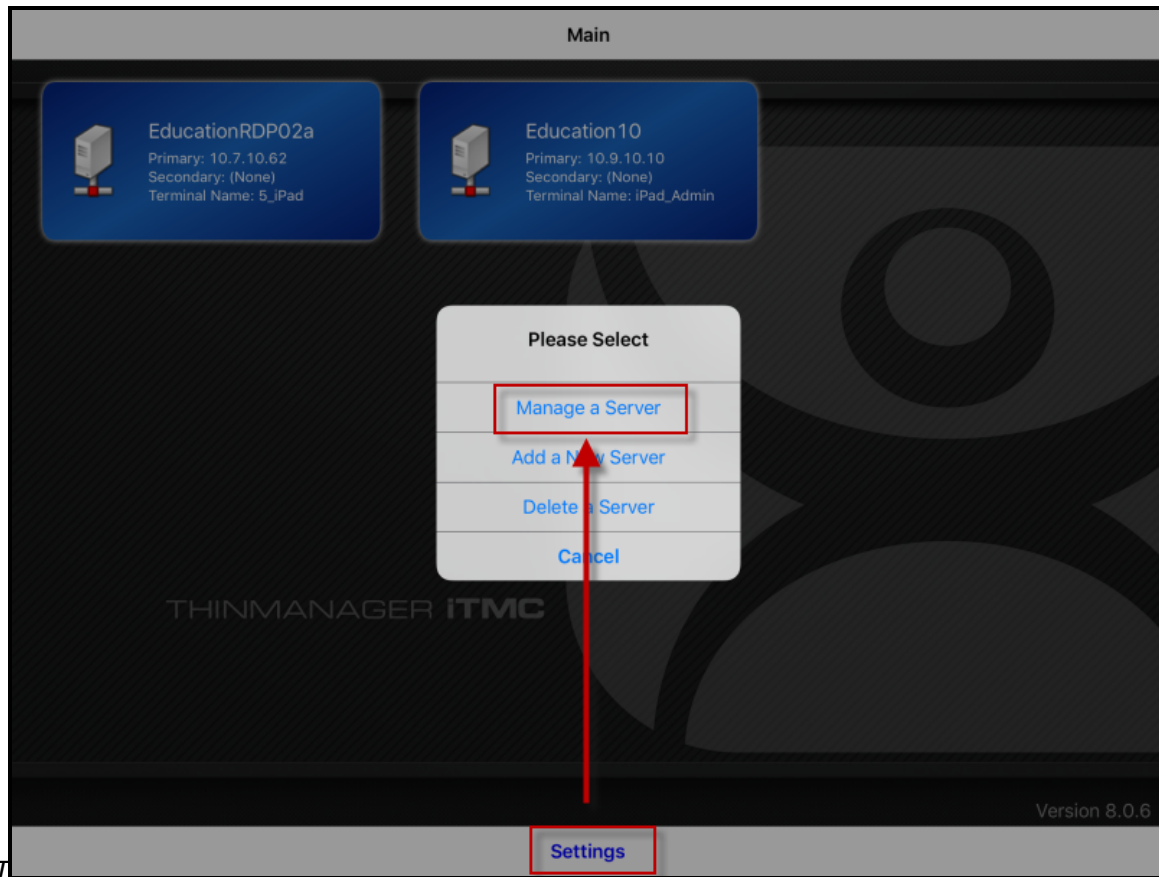 Main
EducationRDP02a
Primary: 10.7.10.62
Secondary: (None)
Terminal Name: 5_iPad
Education10
Primary: 10.9.10.10
Secondary: (None)
Terminal Name: iPad_Admin
Please Select
Manage a Server
Add a New Server
Delete a Server
Cancel
THINMANAGER iTMC
Version 8.0.6
Settings